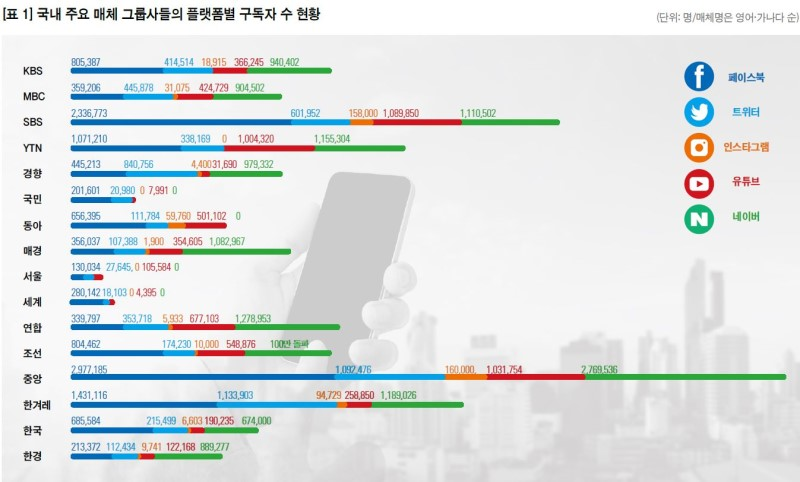 [표 1] 국내 주요 매체 그룹사들의 플랫폼별 구독자 수 현황
(단위: 명/매체명은 영어·가나다 순)
KBS 805,387 414,514 18,915 366,245 940,402
MBC 359,206 445,878 31,075 424,729 904,502
SBS 2,336,773 601,952 158,000 1,089,850 1,110,502
YTN 1,071,210 338,169 0 1,004,320 1,155,304
경향 445,213 840,756 4,400 31,690 979,332
국민 201,601 20,980 0 7,991 0
동아 656,395 111,784 59,760 501,102 0
매경 356,037 107,388 1,900 354,605 1,082,967
서울 130,034 27,645, 0 105,584 0
세계 280,142 18,103 0 4,395 0
연합 339,797 353,718 5,933 677,103 1,278,953
조선 804,462 174,230 10,000 548,876 100만 돌파
중앙 2,977,185 1,092,476 160,000 1,031,754 2,769,536
한겨레 1,431,116 1,133,903 94,729 258,850 1,189,026
한국 685,584 215,499 6,603 190,235 674,000
한경 213,372 112,434 9,741 122,168 889,277
페이스북
트위터
인스타그램
유튜브
N 네이버